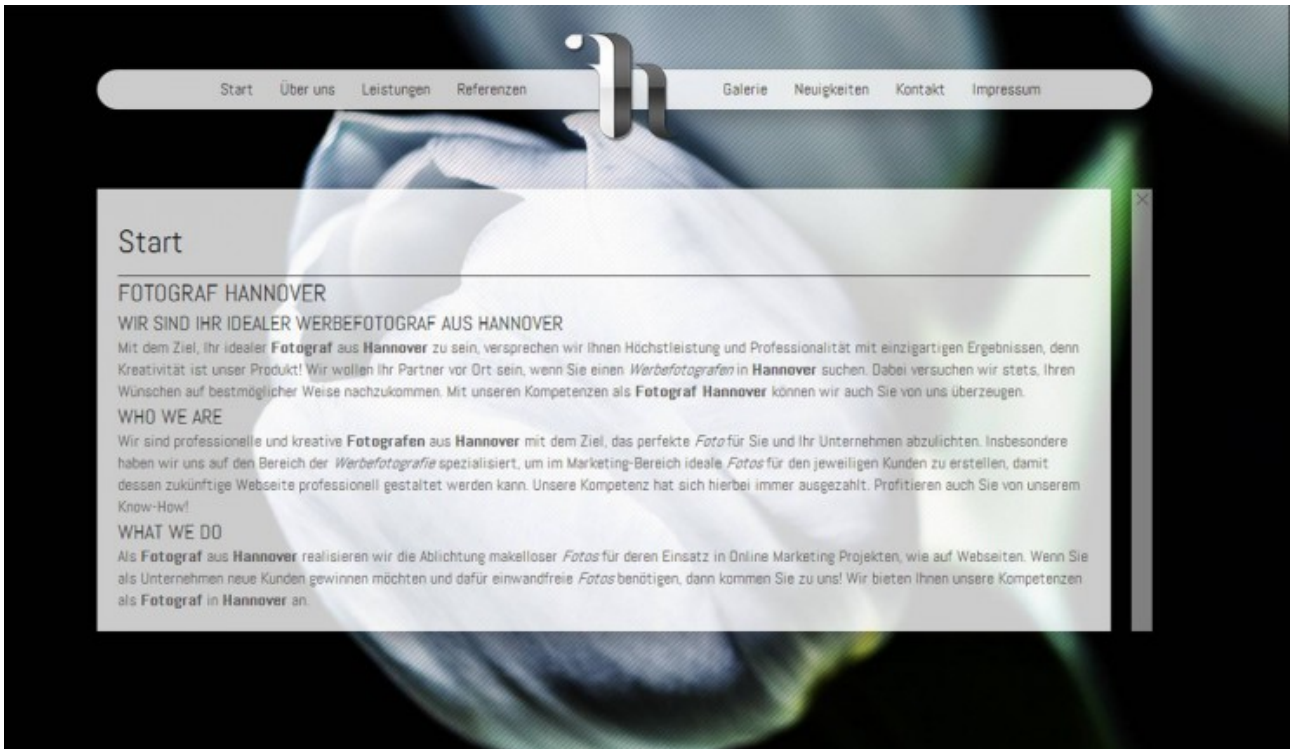 Start Über uns Leistungen Referenzen Galerie Neuigkeiten Kontakt Impressum
Start
FOTOGRAF HANNOVER
WIR SIND IHR IDEALER WERBEFOTOGRAF AUS HANNOVER
Mit dem Ziel, Ihr idealer Fotograf aus Hannover zu sein, versprechen wir Ihnen Höchstleistung und Professionalität mit einzigartigen Ergebnissen, denn
Kreativität ist unser Produkt! Wir wollen Ihr Partner vor Ort sein, wenn Sie einen Werbefotografen in Hannover suchen. Dabei versuchen wir stets, Ihren
Wünschen auf bestmöglicher Weise nachzukommen. Mit unseren Kompetenzen als Fotograf Hannover können wir auch Sie von uns überzeugen.
WHO WE ARE
Wir sind professionelle und kreative Fotografen aus Hannover mit dem Ziel, das perfekte Foto für Sie und Ihr Unternehmen abzulichten. Insbesondere
haben wir uns auf den Bereich der Werbefotografie spezialisiert, um im Marketing-Bereich ideale Fotos für den jeweiligen Kunden zu erstellen, damit
dessen zukünftige Webseite professionell gestaltet werden kann. Unsere Kompetenz hat sich hierbei immer ausgezahlt. Profitieren auch Sie von unserem
Know-How!
WHAT WE DO
Als Fotograf aus Hannover realisieren wir die Ablichtung makelloser Fotos für deren Einsatz in Online Marketing Projekten, wie auf Webseiten. Wenn Sie
als Unternehmen neue Kunden gewinnen möchten und dafür einwandfreie Fotos benötigen, dann kommen Sie zu uns! Wir bieten Ihnen unsere Kompetenzen
als Fotograf in Hannover an.